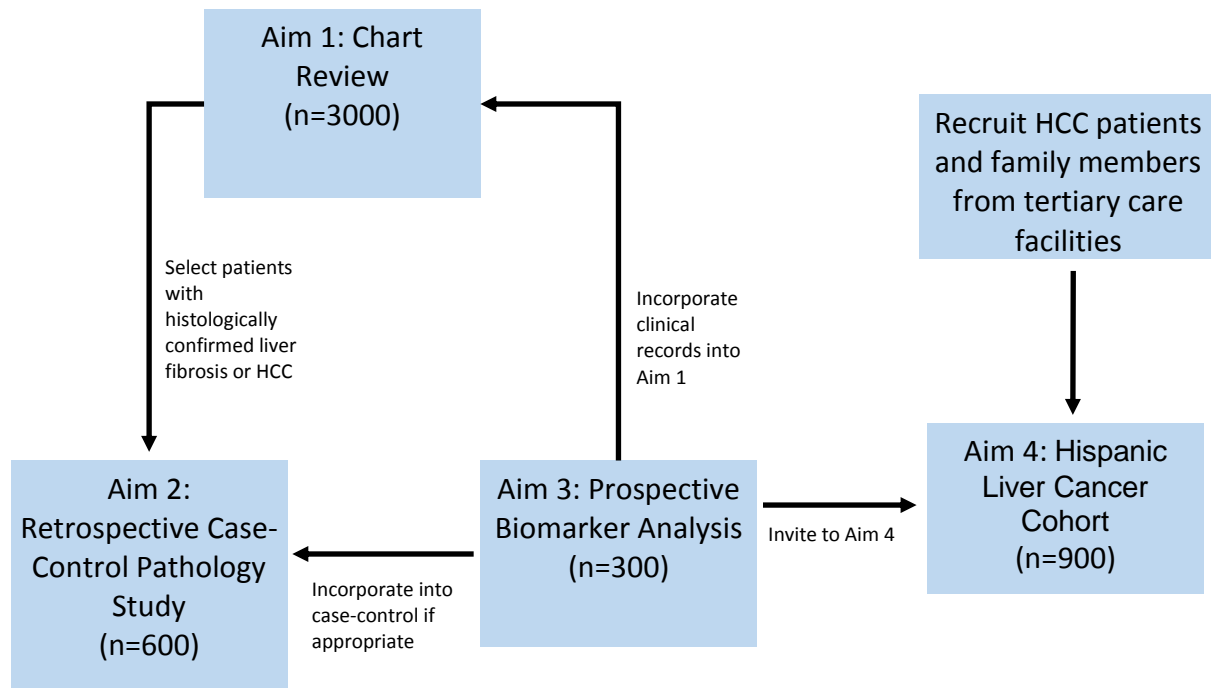 Aim 1: Chart
Review
(n=3000)
Recruit HCC patients
and family members
from tertiary care
facilities
Select patients
with
histologically
confirmed liver
fibrosis or HCC
Incorporate
clinical
records into
Aim 1
Aim 2:
Retrospective Case-
Control Pathology
Study
(n=600)
Incorporate into
case-control if
appropriate
Aim 3: Prospective
Biomarker Analysis
(n=300)
Invite to Aim 4
Aim 4: Hispanic
Liver Cancer
Cohort
(n=900)